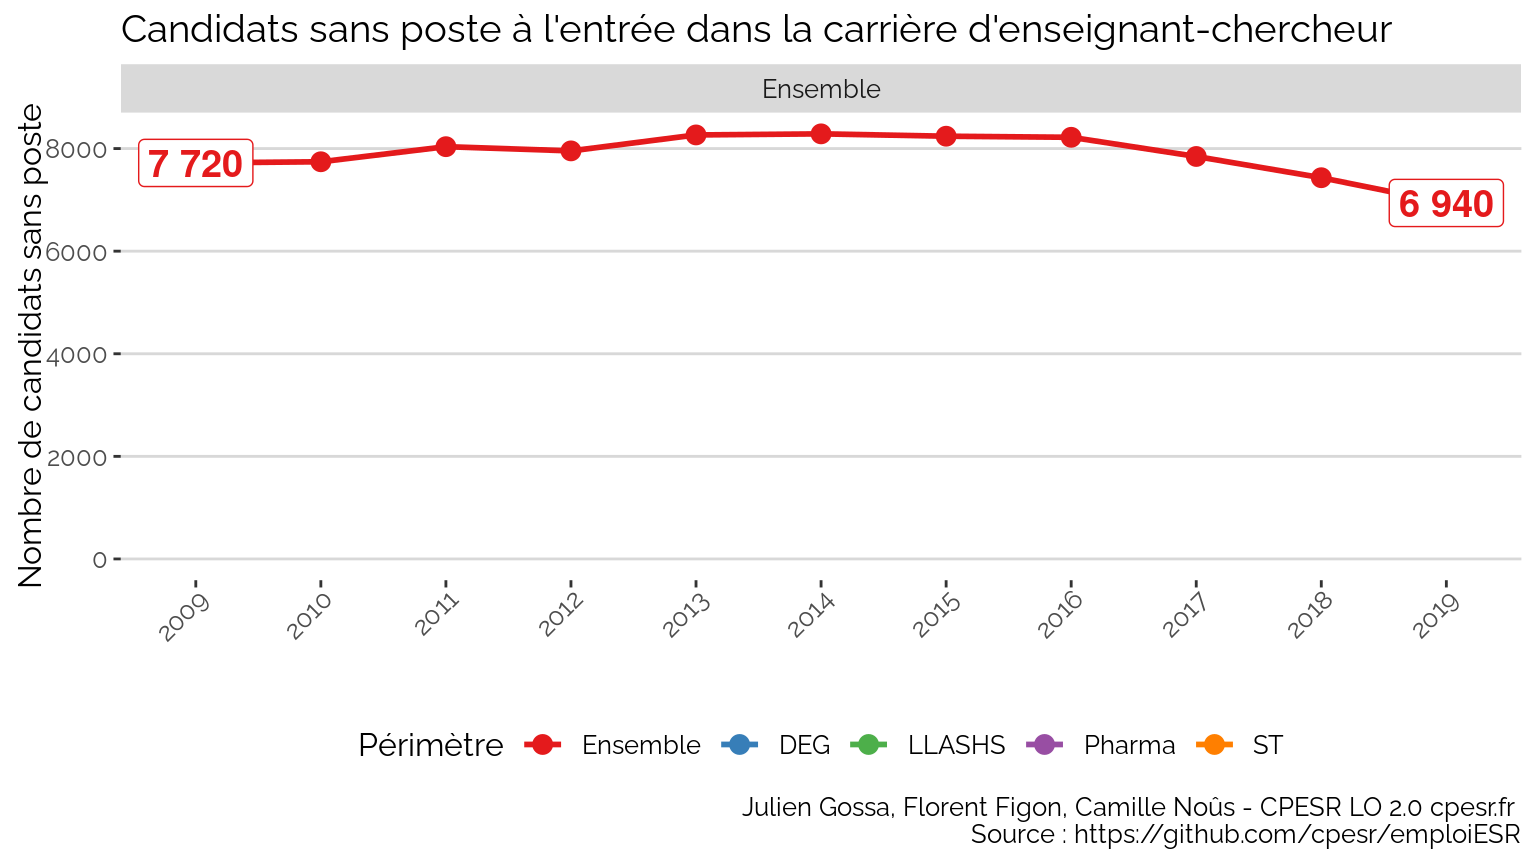 Candidats sans poste à l'entrée dans la carrière d'enseignant-chercheur
Ensemble
Nombre de candidats sans poste
8000
6000
4000
2000
0
7 720
6 940
2009
2010
2011
2012
2013
2014
2015
2016
2017
2018
2019
Périmètre
Ensemble
DEG
LLASHS
Pharma
ST
Julien Gossa, Florent Figon, Camille Noûs - CPESR LO 2.0 cpesr.fr
Source : https://github.com/cpesr/emploiESR